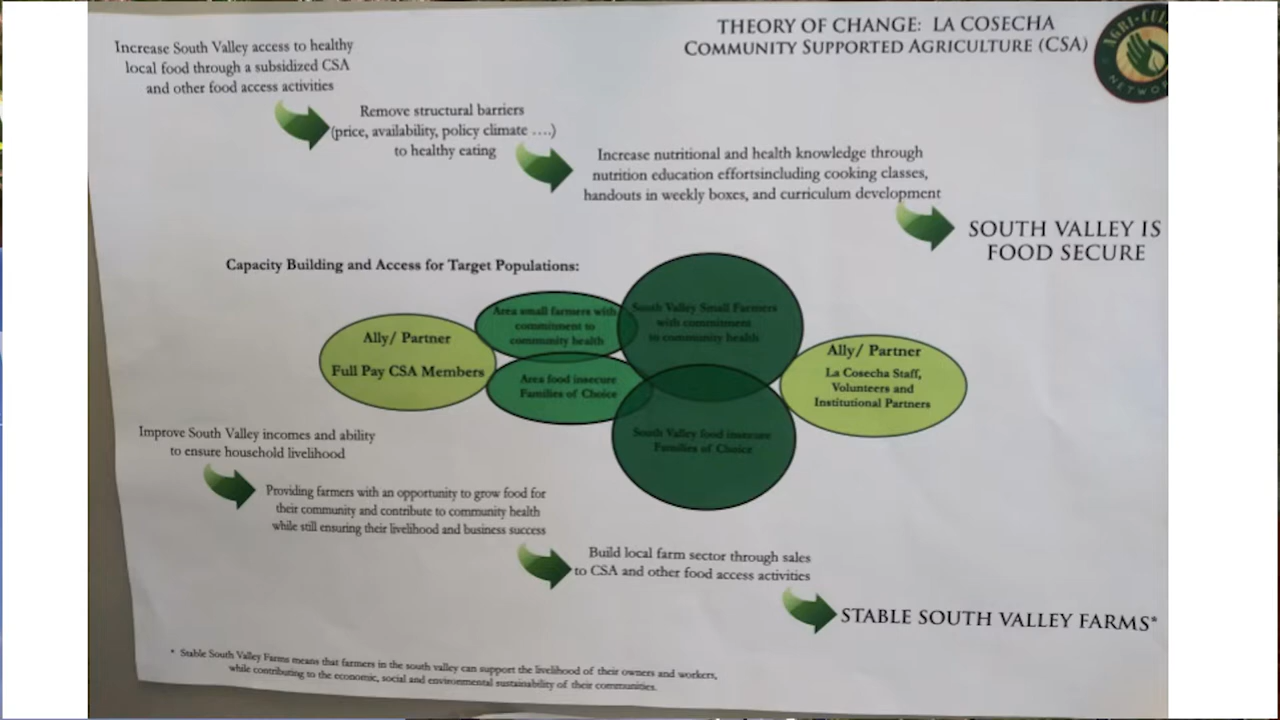 THEORY OF CHANGE: LA COSECHA
COMMUNITY SUPPORTED AGRICULTURE (CSA)
AGRI-CUL
NETWO
Increase South Valley access to healthy
local food through a subsidized CSA
and other food access activities
Remove structural barriers
(price, availability, policy climate ....)
to healthy eating
Increase nutritional and health knowledge through
nutrition education effortsincluding cooking classes,
handouts in weekly boxes, and curriculum development
SOUTH VALLEY IS
FOOD SECURE
Capacity Building and Access for Target Populations:
Ally/ Partner
Full Pay CSA Members
Area small farmers with
commitment to
community health
Area food insecure
Families of Choice
South Valley Small Farmers
with commitment
to community health
South Valley food insecure
Families of Choice
Ally/ Partner
La Cosecha Staff,
Volunteers and
Institutional Partners
Improve South Valley incomes and ability
to ensure household livelihood
Providing farmers with an opportunity to grow food for
their community and contribute to community health
while still ensuring their livelihood and business success
Build local farm sector through sales
to CSA and other food access activities
STABLE SOUTH VALLEY FARMS*
* Stable South Valley Farms means that farmers in the south valley can support the livelihood of their owners and workers,
while contributing to the economic, social and environmental sustainability of their communities.